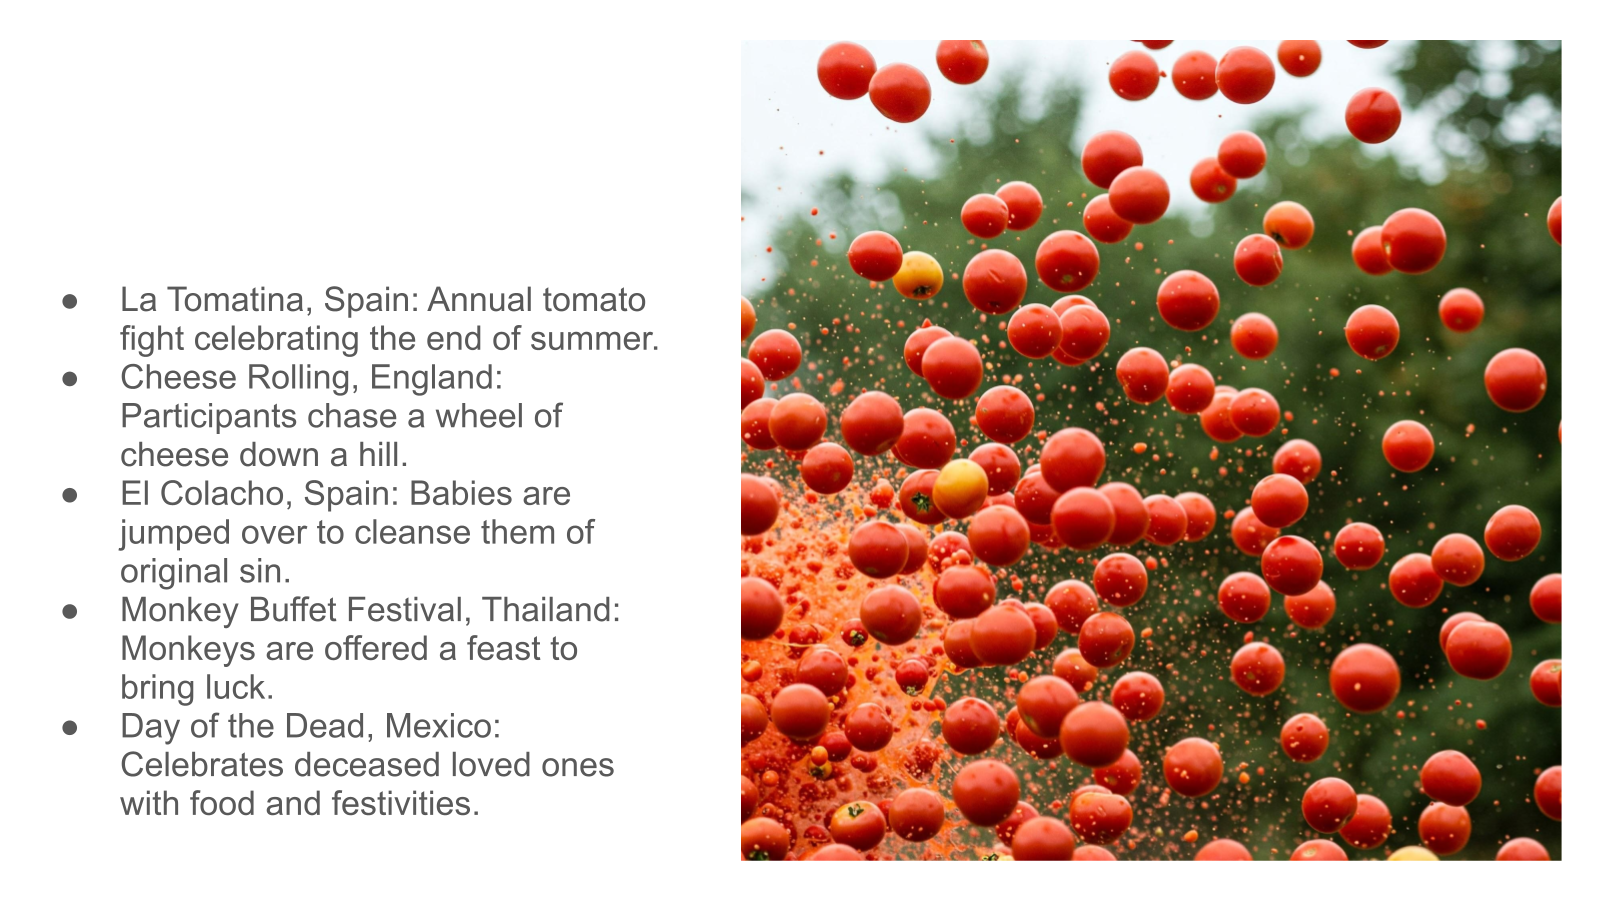 ● La Tomatina, Spain: Annual tomato
fight celebrating the end of summer.
● Cheese Rolling, England:
Participants chase a wheel of
cheese down a hill.
● El Colacho, Spain: Babies are
jumped over to cleanse them of
original sin.
● Monkey Buffet Festival, Thailand:
Monkeys are offered a feast to
bring luck.
● Day of the Dead, Mexico:
Celebrates deceased loved ones
with food and festivities.